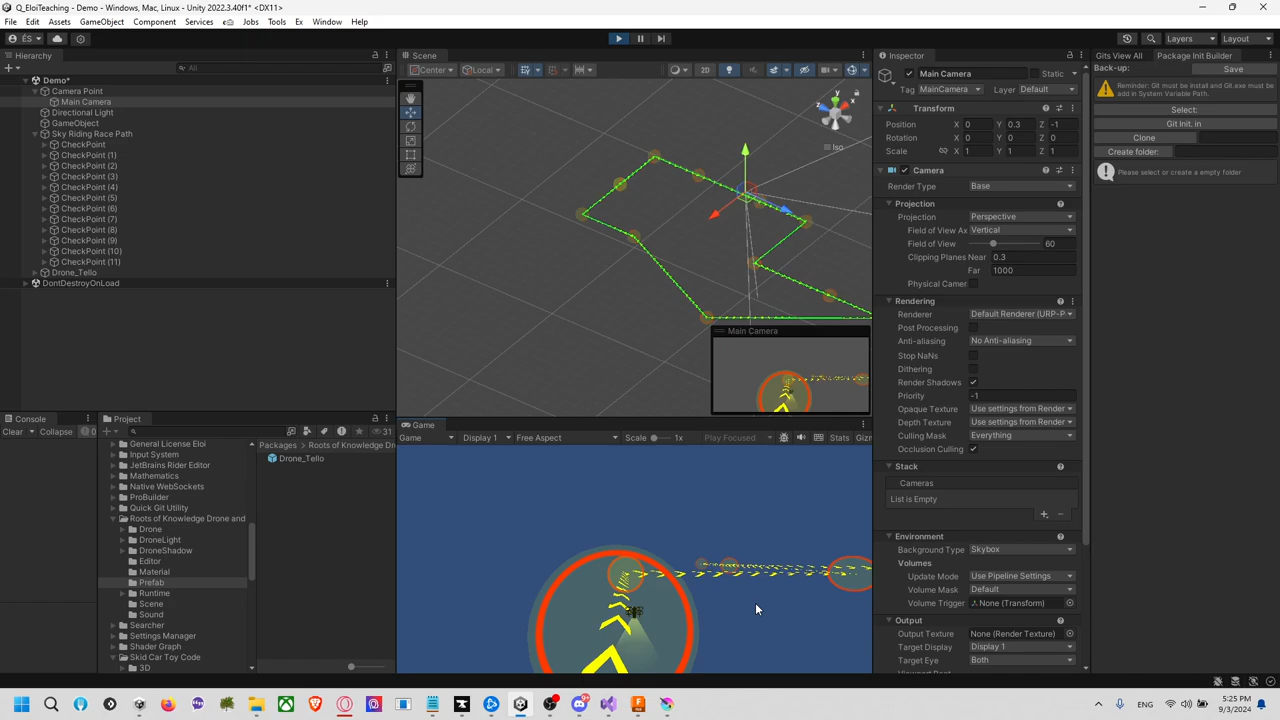 Q_EloiTeaching - Demo - Windows, Mac, Linux - Unity 2022.3.40f1* <DX11>
File Edit Assets GameObject Component Services Jobs Tools Ex Window Help
ÉS Layers Layout
Hierarchy
All
Demo*
Camera Point
Main Camera
Directional Light
GameObject
Sky Riding Race Path
CheckPoint
CheckPoint (1)
CheckPoint (2)
CheckPoint (3)
CheckPoint (4)
CheckPoint (5)
CheckPoint (6)
CheckPoint (7)
CheckPoint (8)
CheckPoint (9)
CheckPoint (10)
CheckPoint (11)
Drone_Tello
DontDestroyOnLoad
Scene
Center Local 2D
y
x
Iso
Main Camera
Console Project
Clear Collapse 0 31
General License Eloi
Input System
JetBrains Rider Editor
Mathematics
Native WebSockets
ProBuilder
Quick Git Utility
Roots of Knowledge Drone and
Drone
DroneLight
DroneShadow
Editor
Material
Prefab
Runtime
Scene
Sound
Searcher
Settings Manager
Shader Graph
Skid Car Toy Code
3D
Packages Roots of Knowledge Dro
Drone_Tello
Game
Game Display 1 Free Aspect Scale 1x Play Focused Stats Giz
Inspector
Main Camera Static
Tag MainCamera Layer Default
Transform
Position X 0 Y 0.3 Z -1
Rotation X 0 Y 0 Z 0
Scale X 1 Y 1 Z 1
Camera
Render Type Base
Projection
Projection Perspective
Field of View Ax Vertical
Field of View 60
Clipping Planes Near 0.3
Far 1000
Physical Camer
Rendering
Renderer Default Renderer (URP-P
Post Processing
Anti-aliasing No Anti-aliasing
Stop NaNs
Dithering
Render Shadows
Priority -1
Opaque Texture Use settings from Render
Depth Texture Use settings from Render
Culling Mask Everything
Occlusion Culling
Stack
Cameras
List is Empty
Environment
Background Type Skybox
Volumes
Update Mode Use Pipeline Settings
Volume Mask Default
Volume Trigger None (Transform)
Output
Output Texture None (Render Texture)
Target Display Display 1
Target Eye Both
Gits View All Package Init Builder
Back-up: Save
Reminder: Git must be install and Git.exe must be add in System Variable Path.
Select:
Git Init. in
Clone
Create folder:
Please select or create a empty folder
ENG 5:25 PM
9/3/2024